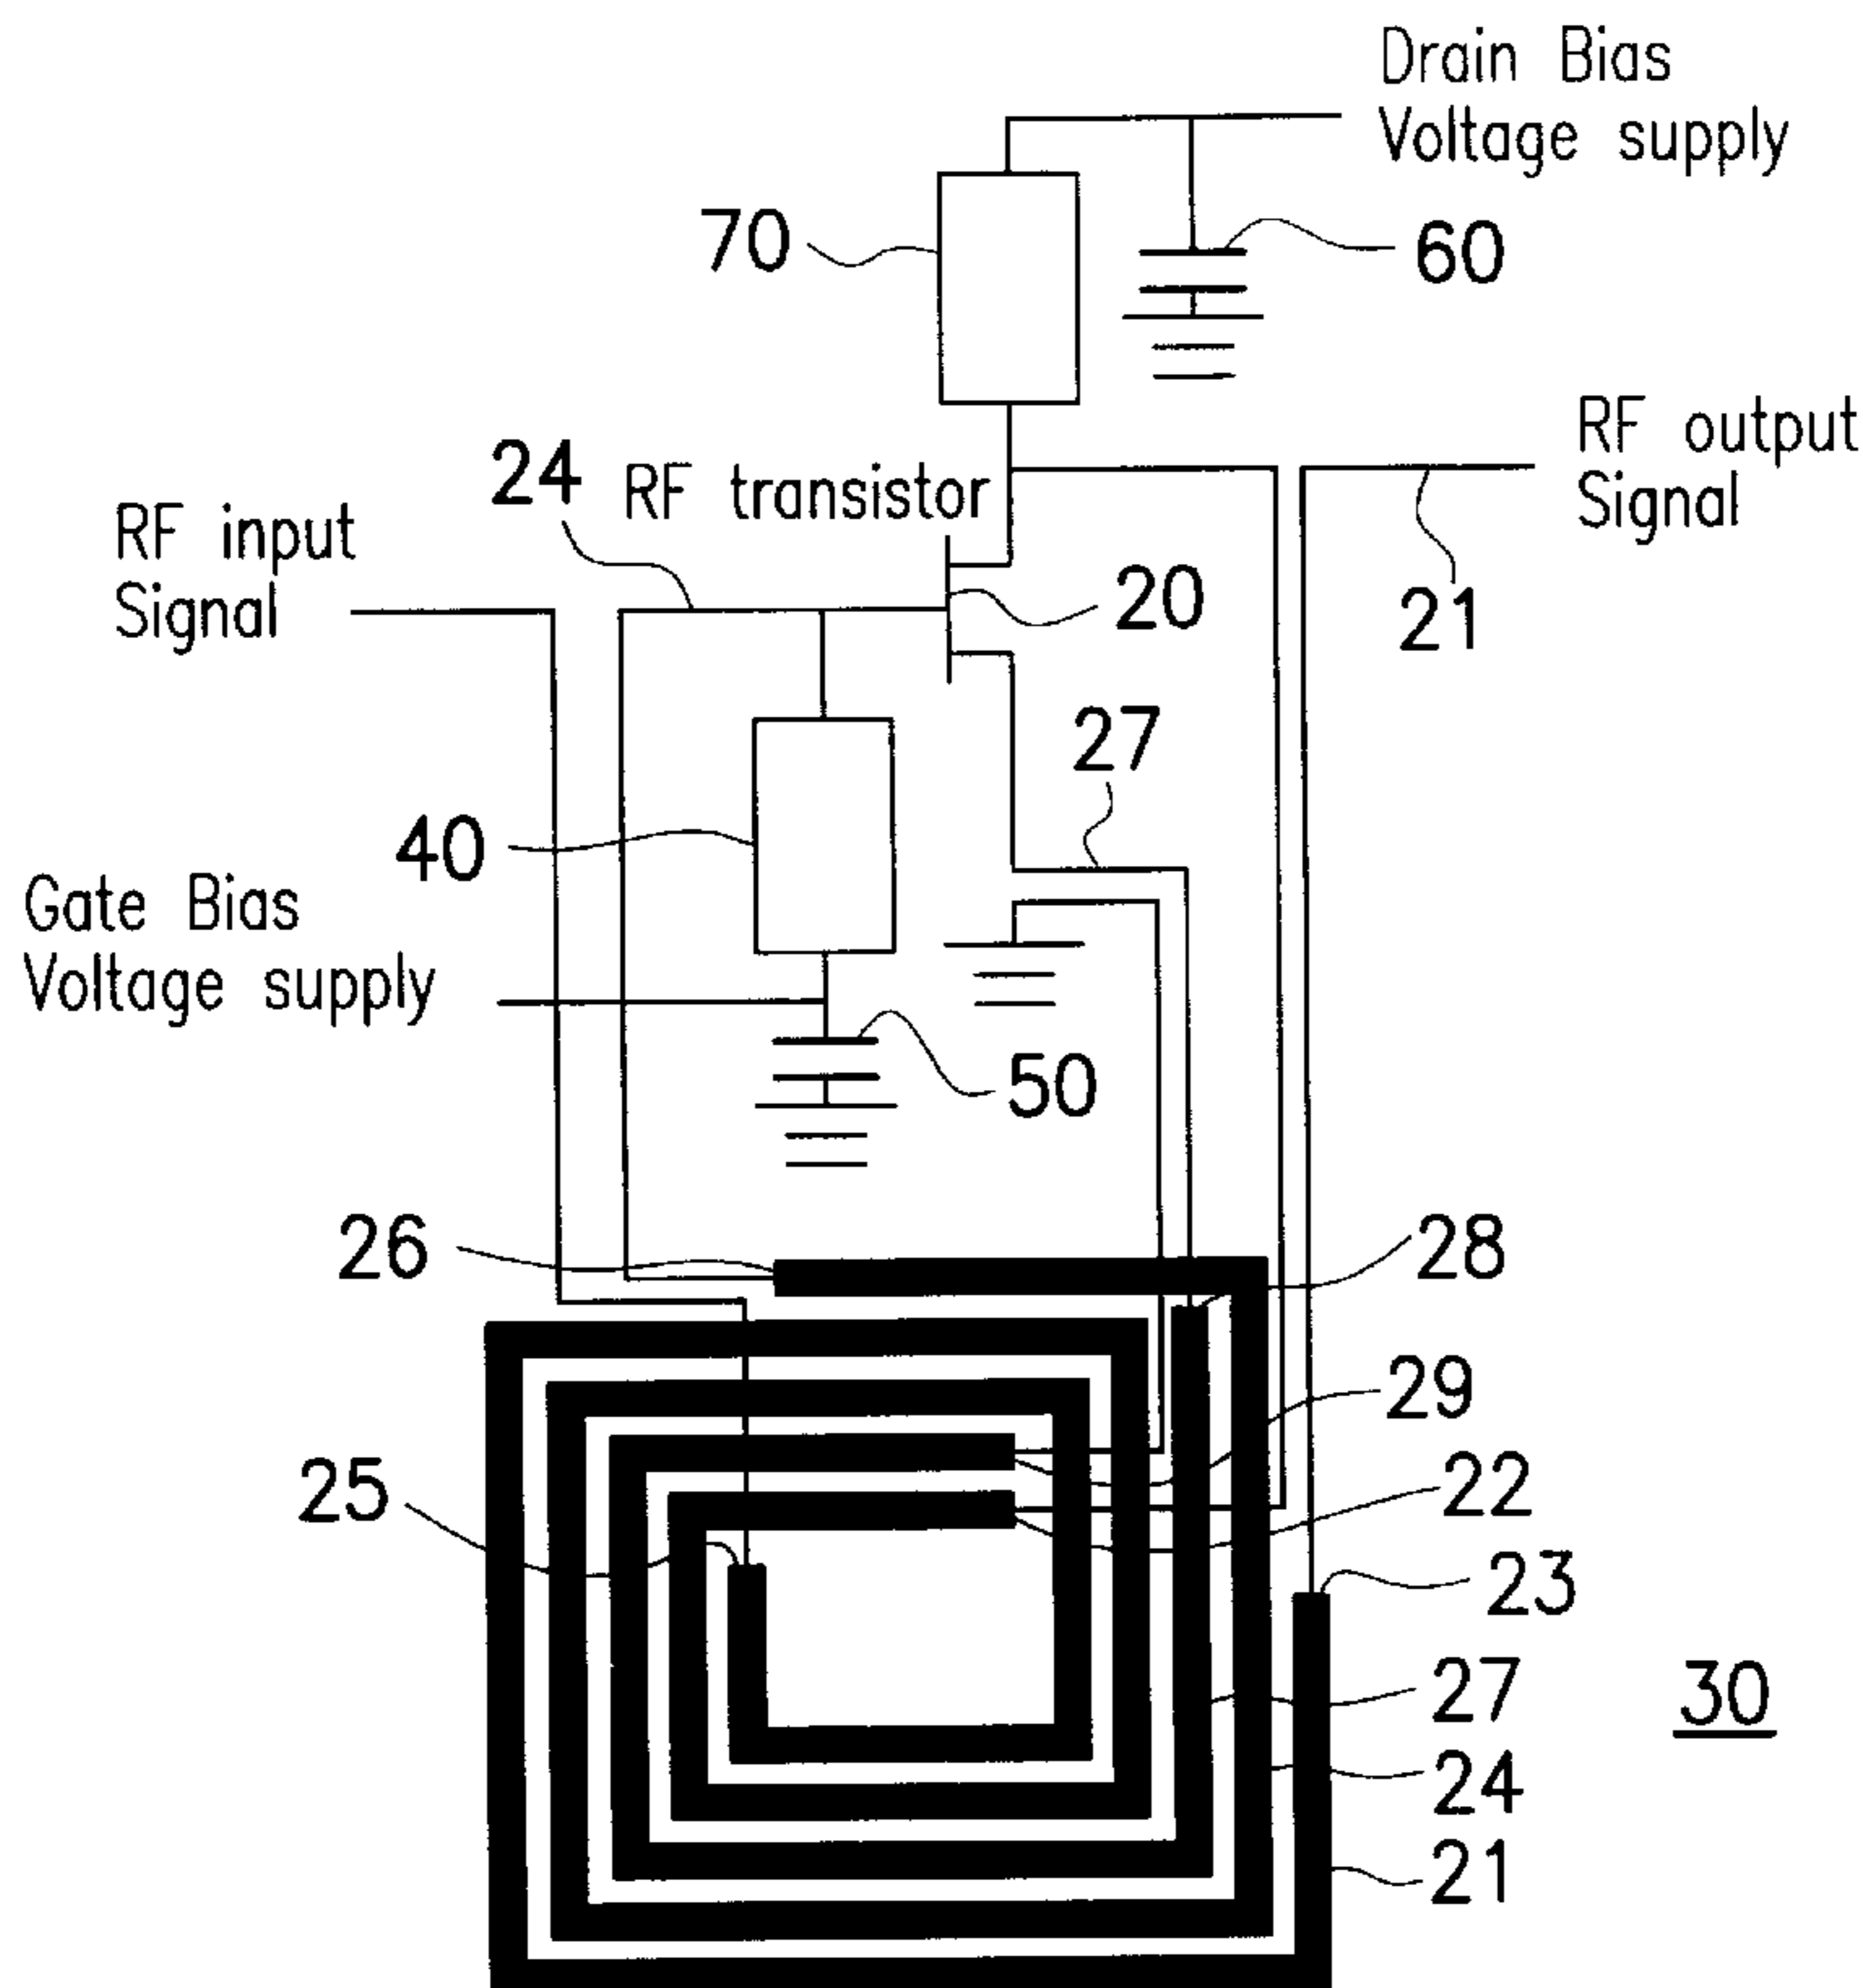 Drain Bias
Voltage supply
70
60
RF output
Signal
24
RF transistor
RF input
Signal
20
21
27
40
Gate Bias
Voltage supply
50
26
28
29
25
22
23
27
30
24
21